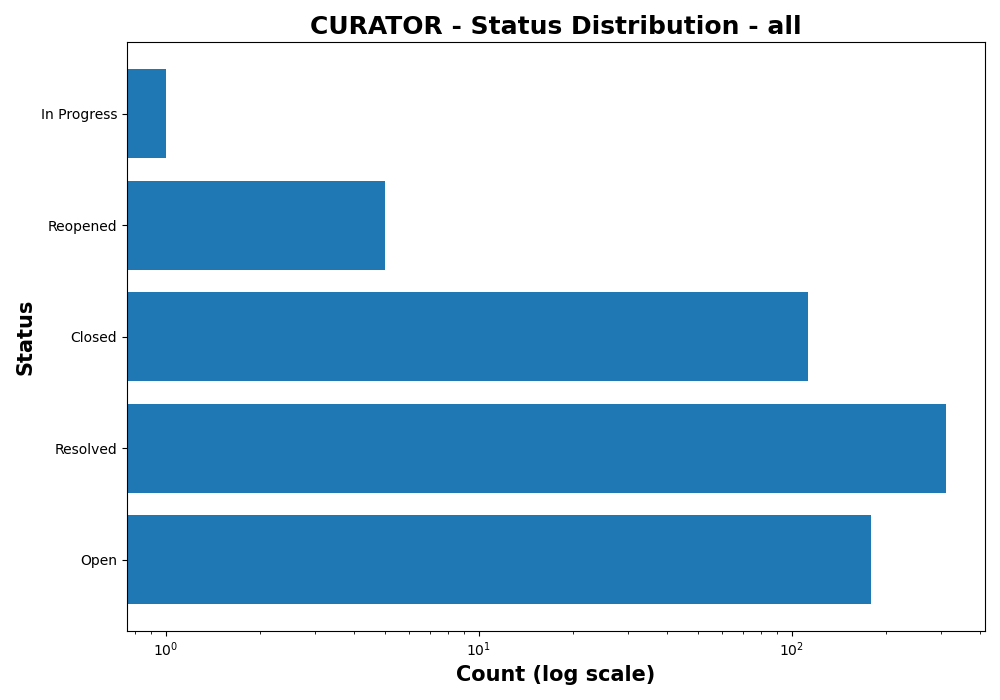 CURATOR - Status Distribution - all
In Progress
Reopened
Closed
Resolved
Open
Status
10⁰
10¹
10²
Count (log scale)